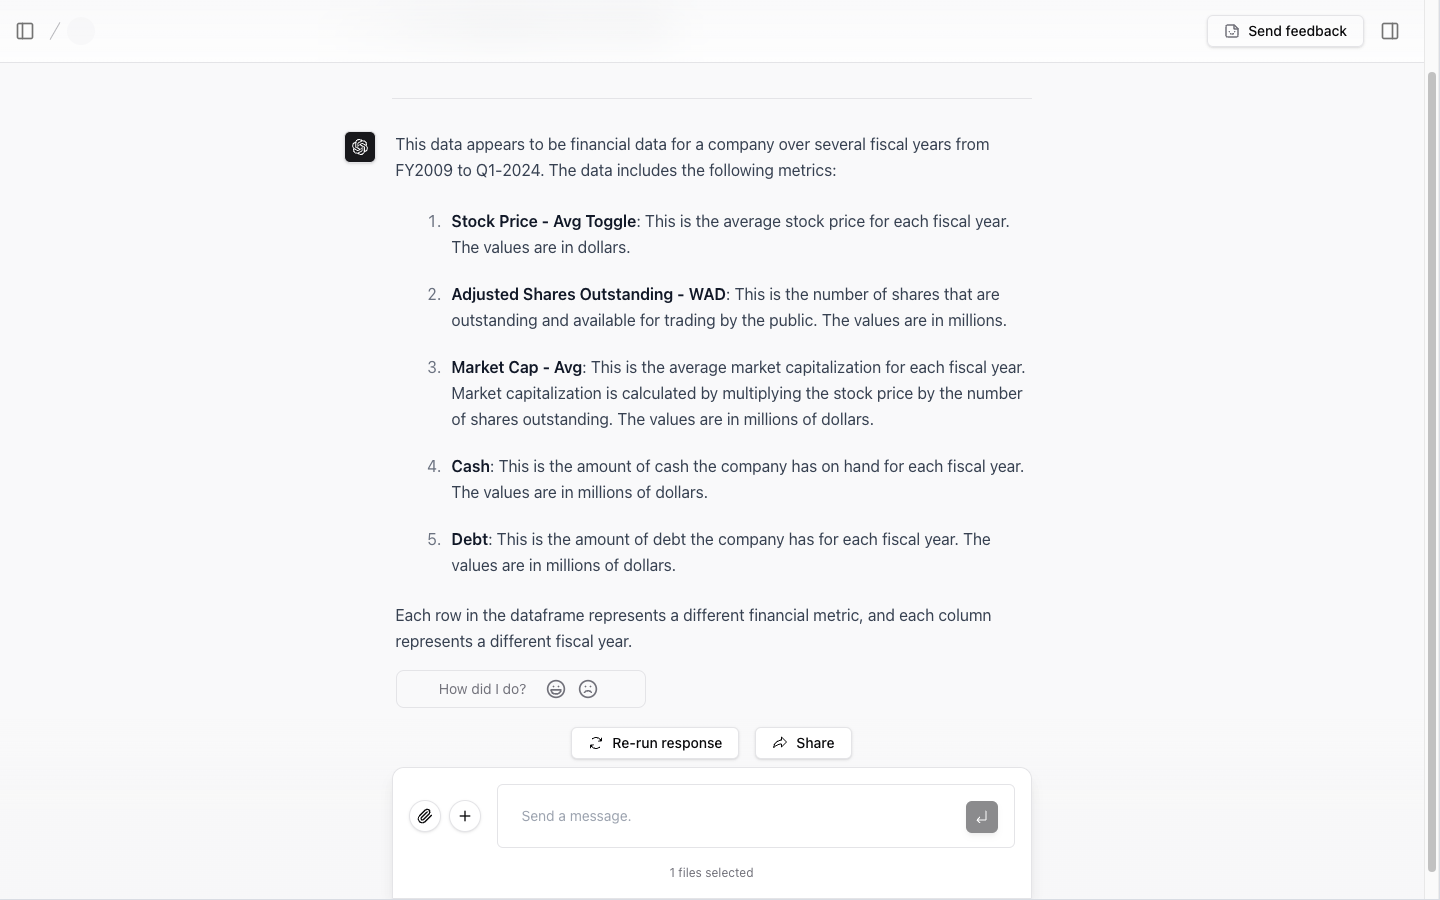 Send feedback
This data appears to be financial data for a company over several fiscal years from
FY2009 to Q1-2024. The data includes the following metrics:
1. Stock Price - Avg Toggle: This is the average stock price for each fiscal year.
The values are in dollars.
2. Adjusted Shares Outstanding - WAD: This is the number of shares that are
outstanding and available for trading by the public. The values are in millions.
3. Market Cap - Avg: This is the average market capitalization for each fiscal year.
Market capitalization is calculated by multiplying the stock price by the number
of shares outstanding. The values are in millions of dollars.
4. Cash: This is the amount of cash the company has on hand for each fiscal year.
The values are in millions of dollars.
5. Debt: This is the amount of debt the company has for each fiscal year. The
values are in millions of dollars.
Each row in the dataframe represents a different financial metric, and each column
represents a different fiscal year.
How did I do?
Re-run response Share
Send a message.
1 files selected